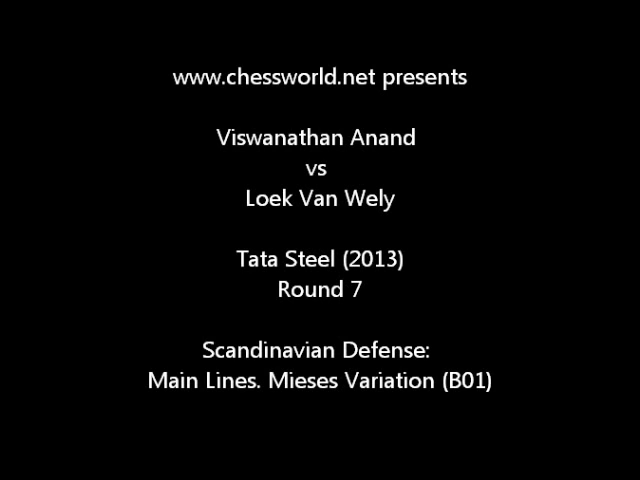 www.chessworld.net presents
Viswanathan Anand
vs
Loek Van Wely
Tata Steel (2013)
Round 7
Scandinavian Defense:
Main Lines. Mieses Variation (B01)